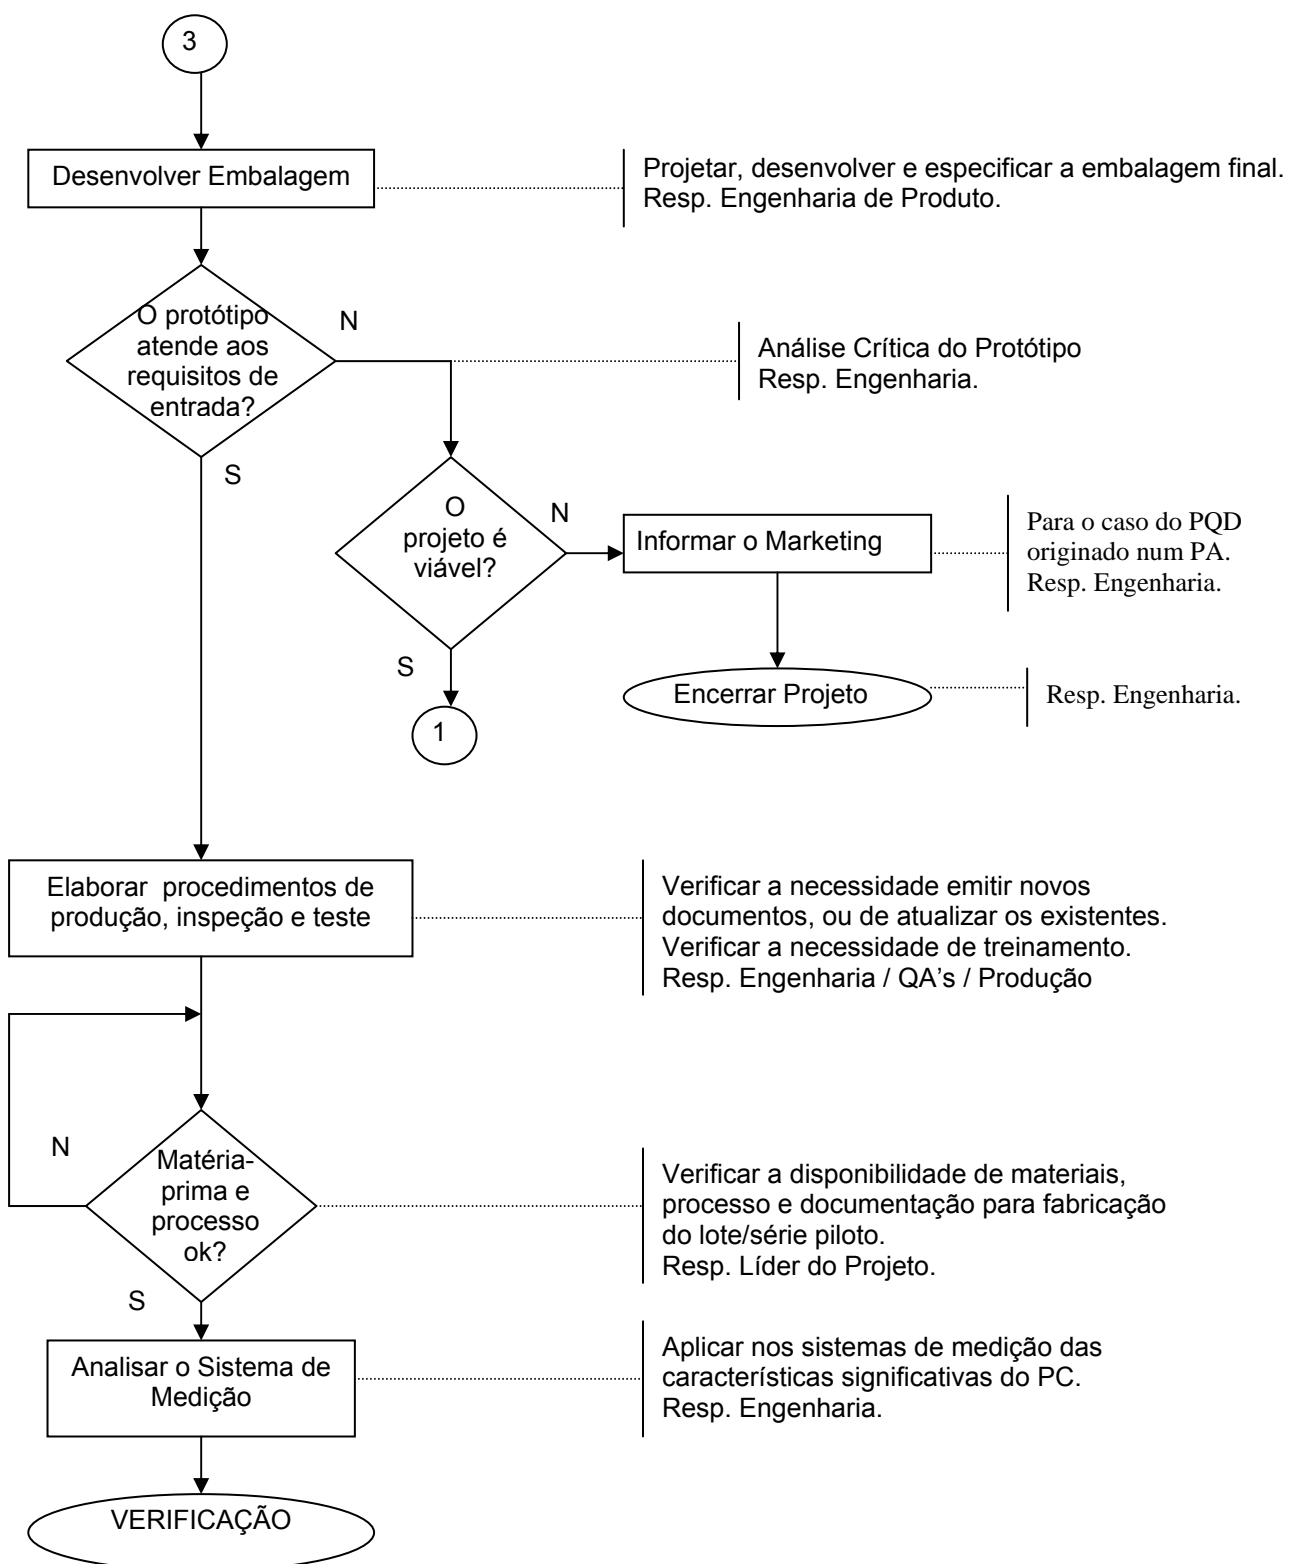 3
Desenvolver Embalagem
Projetar, desenvolver e especificar a embalagem final.
Resp. Engenharia de Produto.
O protótipo
atende aos
requisitos de
entrada?
N
S
Análise Crítica do Protótipo
Resp. Engenharia.
O
projeto é
viável?
N
S
Informar o Marketing
Para o caso do PQD
originado num PA.
Resp. Engenharia.
Encerrar Projeto
Resp. Engenharia.
1
Elaborar procedimentos de
produção, inspeção e teste
Verificar a necessidade emitir novos
documentos, ou de atualizar os existentes.
Verificar a necessidade de treinamento.
Resp. Engenharia / QA’s / Produção
N
Matéria-
prima e
processo
ok?
S
Verificar a disponibilidade de materiais,
processo e documentação para fabricação
do lote/série piloto.
Resp. Líder do Projeto.
Analisar o Sistema de
Medição
Aplicar nos sistemas de medição das
características significativas do PC.
Resp. Engenharia.
VERIFICAÇÃO